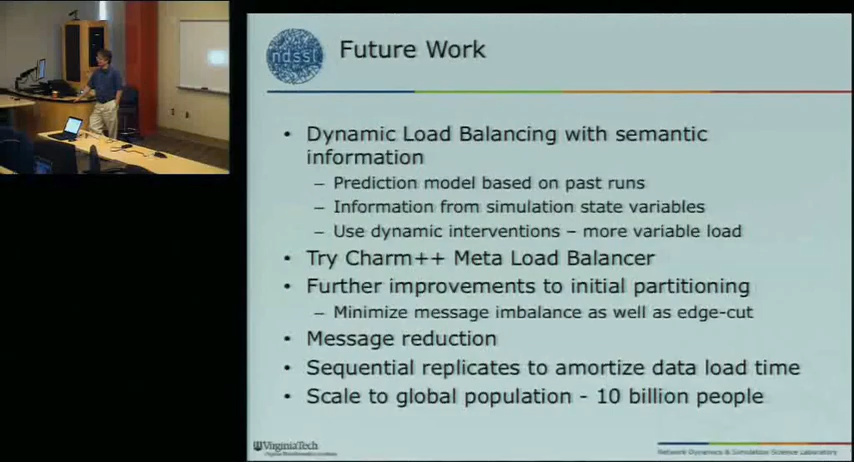 ndssl
Future Work
• Dynamic Load Balancing with semantic
information
– Prediction model based on past runs
– Information from simulation state variables
– Use dynamic interventions – more variable load
• Try Charm++ Meta Load Balancer
• Further improvements to initial partitioning
– Minimize message imbalance as well as edge-cut
• Message reduction
• Sequential replicates to amortize data load time
• Scale to global population - 10 billion people
VirginiaTech
Network Dynamics & Simulation Science Laboratory